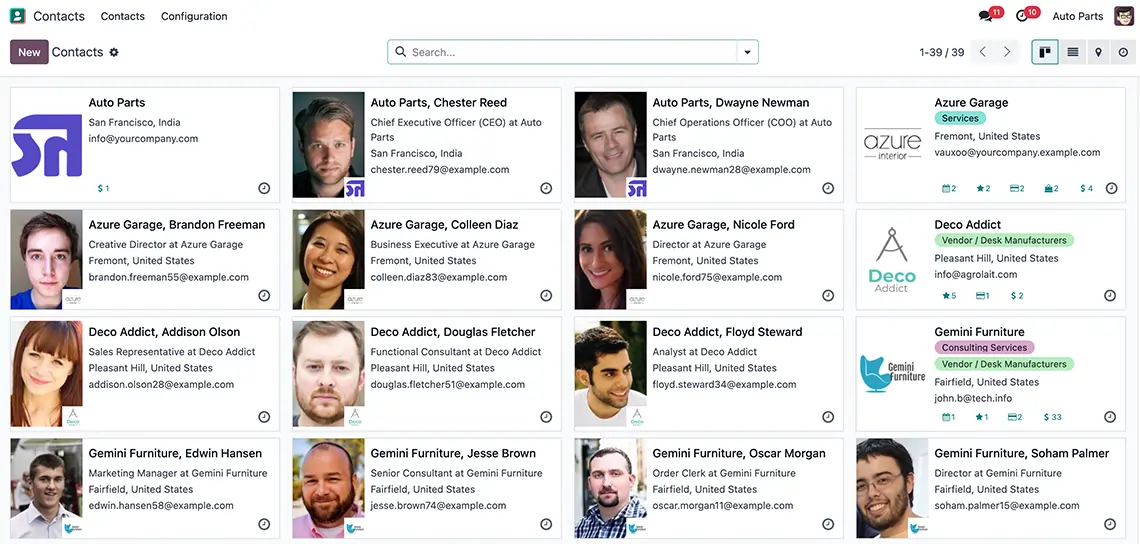 Contacts Contacts Configuration 11 10 Auto Parts
New Contacts Search... 1-39 / 39
Auto Parts
San Francisco, India
info@yourcompany.com
$ 1
Auto Parts, Chester Reed
Chief Executive Officer (CEO) at Auto
Parts
San Francisco, India
chester.reed79@example.com
Auto Parts, Dwayne Newman
Chief Operations Officer (COO) at Auto
Parts
San Francisco, India
dwayne.newman28@example.com
azure
interior
Azure Garage
Services
Fremont, United States
vauxoo@yourcompany.example.com
2 2 2 2 $ 4
Azure Garage, Brandon Freeman
Creative Director at Azure Garage
Fremont, United States
brandon.freeman55@example.com
azure
Azure Garage, Colleen Diaz
Business Executive at Azure Garage
Fremont, United States
colleen.diaz83@example.com
azure
Azure Garage, Nicole Ford
Director at Azure Garage
Fremont, United States
nicole.ford75@example.com
azure
Deco
Addict
Deco Addict
Vendor / Desk Manufacturers
Pleasant Hill, United States
info@agrolait.com
5 1 $ 2
Deco Addict, Addison Olson
Sales Representative at Deco Addict
Pleasant Hill, United States
addison.olson28@example.com
Deco
Deco Addict, Douglas Fletcher
Functional Consultant at Deco Addict
Pleasant Hill, United States
douglas.fletcher51@example.com
Deco
Deco Addict, Floyd Steward
Analyst at Deco Addict
Pleasant Hill, United States
floyd.steward34@example.com
Deco
Gemini
Furniture
Gemini Furniture
Consulting Services
Vendor / Desk Manufacturers
Fairfield, United States
john.b@tech.info
1 1 2 $ 33
Gemini Furniture, Edwin Hansen
Marketing Manager at Gemini Furniture
Fairfield, United States
edwin.hansen58@example.com
Gemini Furniture, Jesse Brown
Senior Consultant at Gemini Furniture
Fairfield, United States
jesse.brown74@example.com
Gemini Furniture, Oscar Morgan
Order Clerk at Gemini Furniture
Fairfield, United States
oscar.morgan11@example.com
Gemini Furniture, Soham Palmer
Director at Gemini Furniture
Fairfield, United States
soham.palmer15@example.com